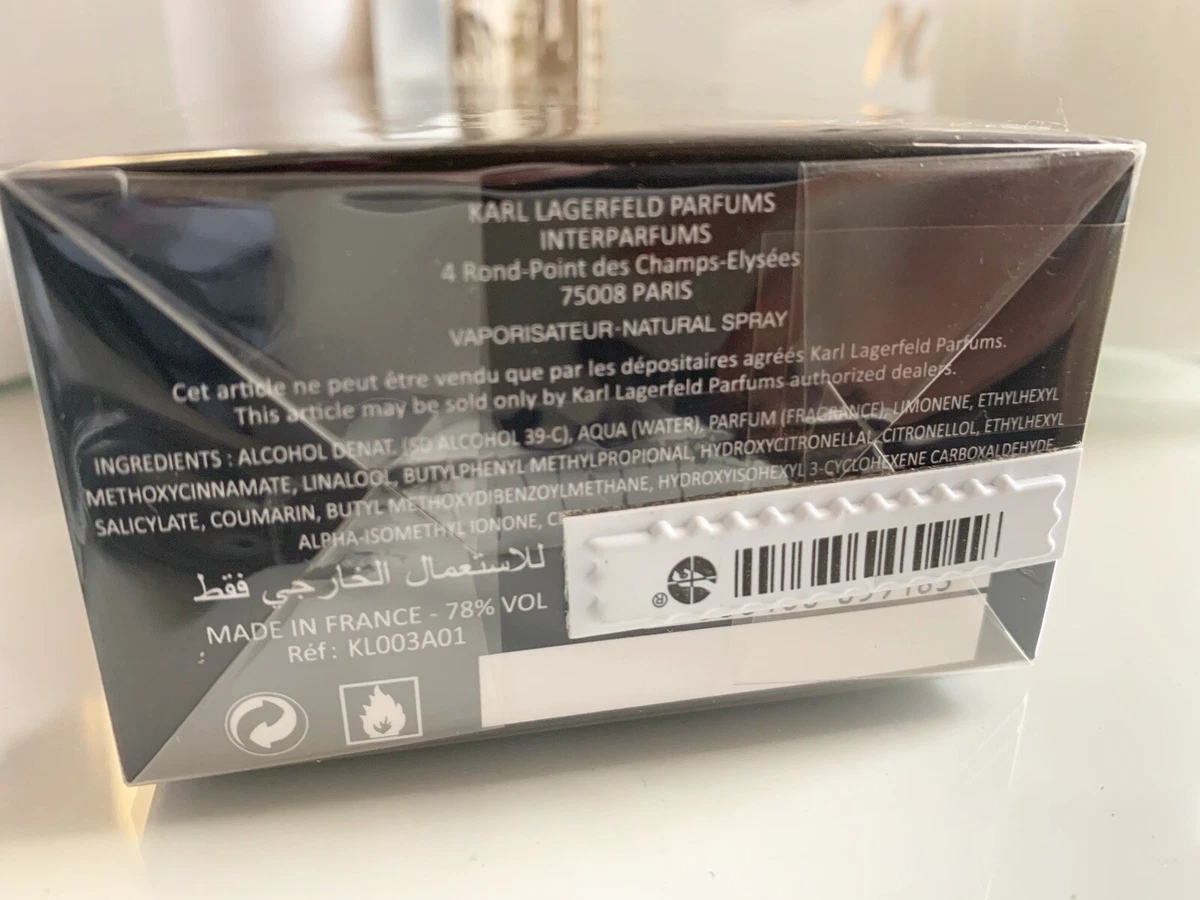 KARL LAGERFELD PARFUMS
INTERPARFUMS
4 Rond-Point des Champs-Elysées
75008 PARIS
VAPORISATEUR-NATURAL SPRAY
Cet article ne peut être vendu que par les dépositaires agréés Karl Lagerfeld Parfums.
This article may be sold only by Karl Lagerfeld Parfums authorized dealers.
INGREDIENTS : ALCOHOL DENAT. (SD ALCOHOL 39-C), AQUA (WATER), PARFUM (FRAGRANCE), LIMONENE, ETHYLHEXYL
METHOXYCINNAMATE, LINALOOL, BUTYLPHENYL METHYLPROPIONAL, HYDROXYCITRONELLAL, CITRONELLOL, ETHYLHEXYL
SALICYLATE, COUMARIN, BUTYL METHOXYDIBENZOYLMETHANE, HYDROXYISOHEXYL 3-CYCLOHEXENE CARBOXALDEHYDE,
ALPHA-ISOMETHYL IONONE,
للاستعمال الخارجي فقط
MADE IN FRANCE - 78% VOL
Réf : KL003A01
®